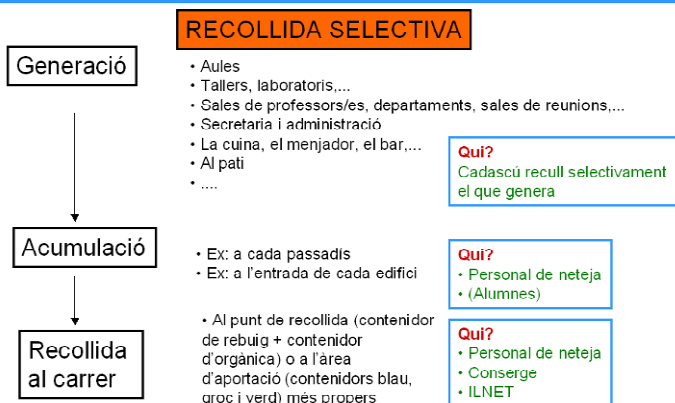 RECOLLIDA SELECTIVA
Generació
• Aules
• Tallers, laboratoris,...
• Sales de professors/es, departaments, sales de reunions,...
• Secretaria i administració
• La cuina, el menjador, el bar,...
• Al pati
• ....
Qui?
Cadascú recull selectivament
el que genera
Acumulació
• Ex: a cada passadís
• Ex: a l'entrada de cada edifici
Qui?
• Personal de neteja
• (Alumnes)
Recollida
al carrer
• Al punt de recollida (contenidor
de rebuig + contenidor
d'orgànica) o a l'àrea
d'aportació (contenidors blau,
groc i verd) més propers
Qui?
• Personal de neteja
• Conserge
• ILNET